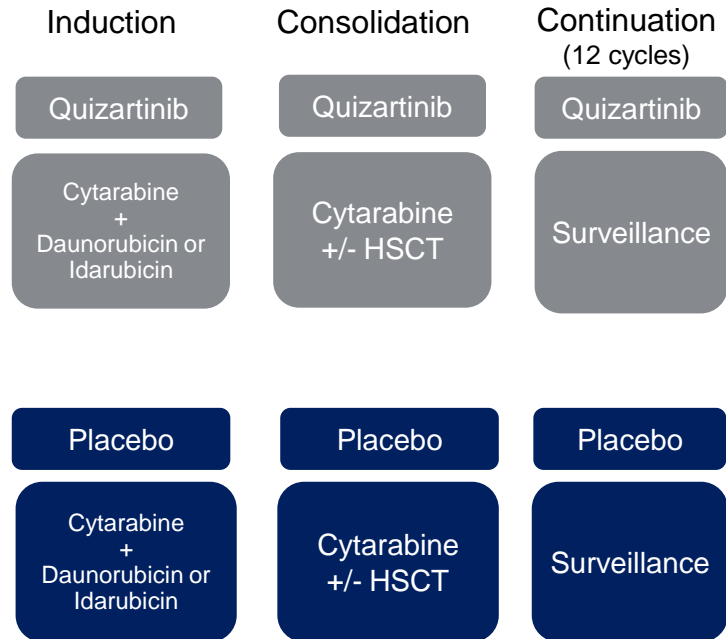 Induction
Consolidation
Continuation
(12 cycles)
Quizartinib
Quizartinib
Quizartinib
Cytarabine
+
Daunorubicin or
Idarubicin
Cytarabine
+/- HSCT
Surveillance
Placebo
Placebo
Placebo
Cytarabine
+
Daunorubicin or
Idarubicin
Cytarabine
+/- HSCT
Surveillance